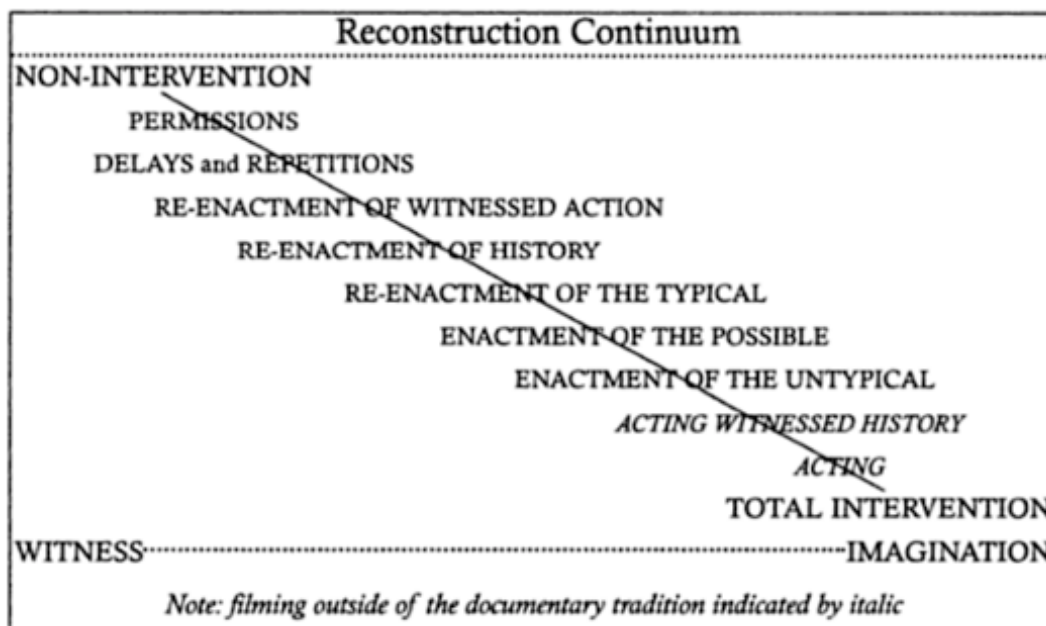 Reconstruction Continuum
NON-INTERVENTION
PERMISSIONS
DELAYS and REPETITIONS
RE-ENACTMENT OF WITNESSED ACTION
RE-ENACTMENT OF HISTORY
RE-ENACTMENT OF THE TYPICAL
ENACTMENT OF THE POSSIBLE
ENACTMENT OF THE UNTYPICAL
ACTING WITNESSED HISTORY
ACTING
TOTAL INTERVENTION
WITNESS IMAGINATION
Note: filming outside of the documentary tradition indicated by italic